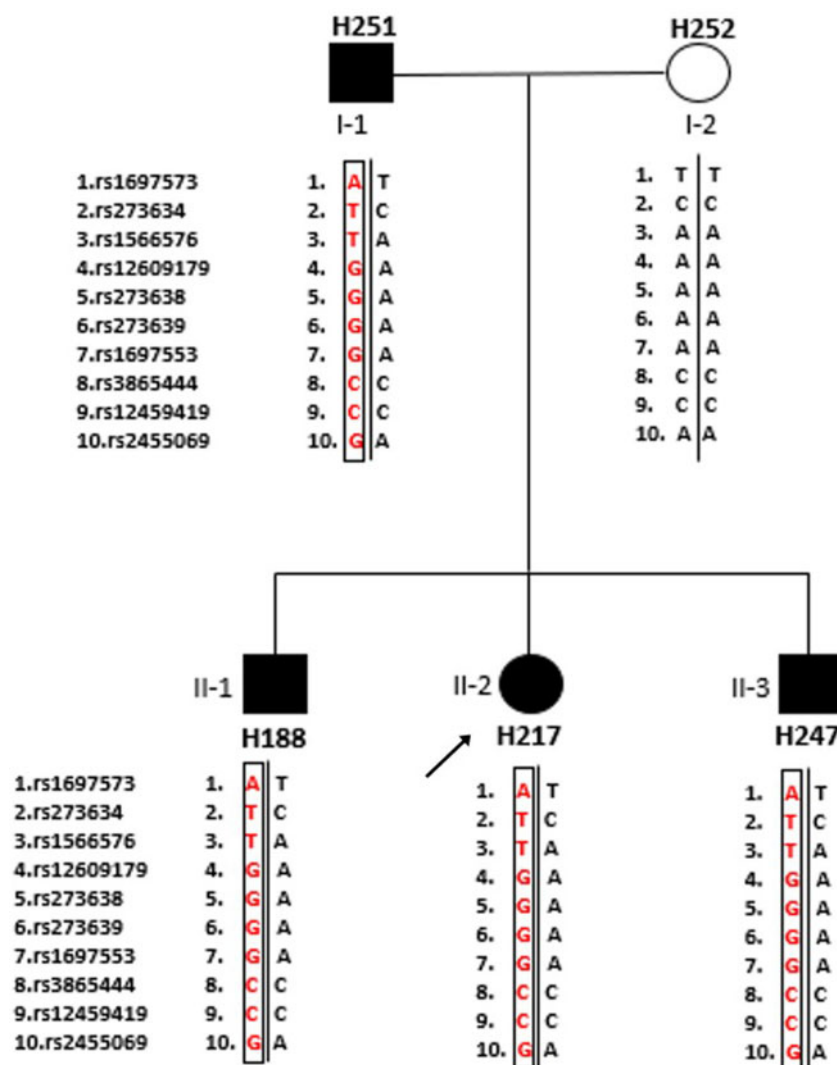 H251
H252
I-1
I-2
1.rs1697573 1. A T
2.rs273634 2. T C
3.rs1566576 3. T A
4.rs12609179 4. G A
5.rs273638 5. G A
6.rs273639 6. G A
7.rs1697553 7. G A
8.rs3865444 8. C C
9.rs12459419 9. C C
10.rs2455069 10. G A
1. T T
2. C C
3. A A
4. A A
5. A A
6. A A
7. A A
8. C C
9. C C
10. A A
II-1
II-2
II-3
H188
H217
H247
1.rs1697573 1. A T
2.rs273634 2. T C
3.rs1566576 3. T A
4.rs12609179 4. G A
5.rs273638 5. G A
6.rs273639 6. G A
7.rs1697553 7. G A
8.rs3865444 8. C C
9.rs12459419 9. C C
10.rs2455069 10. G A
1. A T
2. T C
3. T A
4. G A
5. G A
6. G A
7. G A
8. C C
9. C C
10. G A
1. A T
2. T C
3. T A
4. G A
5. G A
6. G A
7. G A
8. C C
9. C C
10. G A